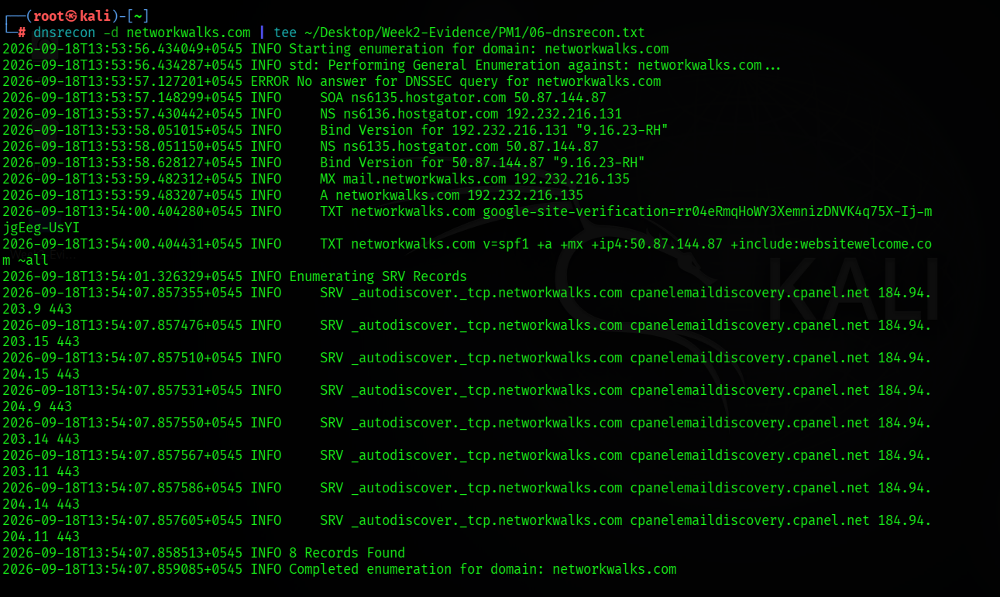 ┌──(root㉿kali)-[~]
└─# dnsrecon -d networkwalks.com | tee ~/Desktop/Week2-Evidence/PM1/06-dnsrecon.txt
2026-09-18T13:53:56.434049+0545 INFO Starting enumeration for domain: networkwalks.com
2026-09-18T13:53:56.434287+0545 INFO std: Performing General Enumeration against: networkwalks.com...
2026-09-18T13:53:57.127201+0545 ERROR No answer for DNSSEC query for networkwalks.com
2026-09-18T13:53:57.148299+0545 INFO     SOA ns6135.hostgator.com 50.87.144.87
2026-09-18T13:53:57.430442+0545 INFO     NS ns6136.hostgator.com 192.232.216.131
2026-09-18T13:53:58.051015+0545 INFO     Bind Version for 192.232.216.131 "9.16.23-RH"
2026-09-18T13:53:58.051150+0545 INFO     NS ns6135.hostgator.com 50.87.144.87
2026-09-18T13:53:58.628127+0545 INFO     Bind Version for 50.87.144.87 "9.16.23-RH"
2026-09-18T13:53:59.482312+0545 INFO     MX mail.networkwalks.com 192.232.216.135
2026-09-18T13:53:59.483207+0545 INFO     A networkwalks.com 192.232.216.135
2026-09-18T13:54:00.404280+0545 INFO     TXT networkwalks.com google-site-verification=rr04eRmqHoWY3XemnizDNVK4q75X-Ij-m
jgEeg-UsYI
2026-09-18T13:54:00.404431+0545 INFO     TXT networkwalks.com v=spf1 +a +mx +ip4:50.87.144.87 +include:websitewelcome.co
m ~all
2026-09-18T13:54:01.326329+0545 INFO Enumerating SRV Records
2026-09-18T13:54:07.857355+0545 INFO     SRV _autodiscover._tcp.networkwalks.com cpanelemaildiscovery.cpanel.net 184.94.
203.9 443
2026-09-18T13:54:07.857476+0545 INFO     SRV _autodiscover._tcp.networkwalks.com cpanelemaildiscovery.cpanel.net 184.94.
203.15 443
2026-09-18T13:54:07.857510+0545 INFO     SRV _autodiscover._tcp.networkwalks.com cpanelemaildiscovery.cpanel.net 184.94.
204.15 443
2026-09-18T13:54:07.857531+0545 INFO     SRV _autodiscover._tcp.networkwalks.com cpanelemaildiscovery.cpanel.net 184.94.
204.9 443
2026-09-18T13:54:07.857550+0545 INFO     SRV _autodiscover._tcp.networkwalks.com cpanelemaildiscovery.cpanel.net 184.94.
203.14 443
2026-09-18T13:54:07.857567+0545 INFO     SRV _autodiscover._tcp.networkwalks.com cpanelemaildiscovery.cpanel.net 184.94.
203.11 443
2026-09-18T13:54:07.857586+0545 INFO     SRV _autodiscover._tcp.networkwalks.com cpanelemaildiscovery.cpanel.net 184.94.
204.14 443
2026-09-18T13:54:07.857605+0545 INFO     SRV _autodiscover._tcp.networkwalks.com cpanelemaildiscovery.cpanel.net 184.94.
204.11 443
2026-09-18T13:54:07.858513+0545 INFO 8 Records Found
2026-09-18T13:54:07.859085+0545 INFO Completed enumeration for domain: networkwalks.com
KALI